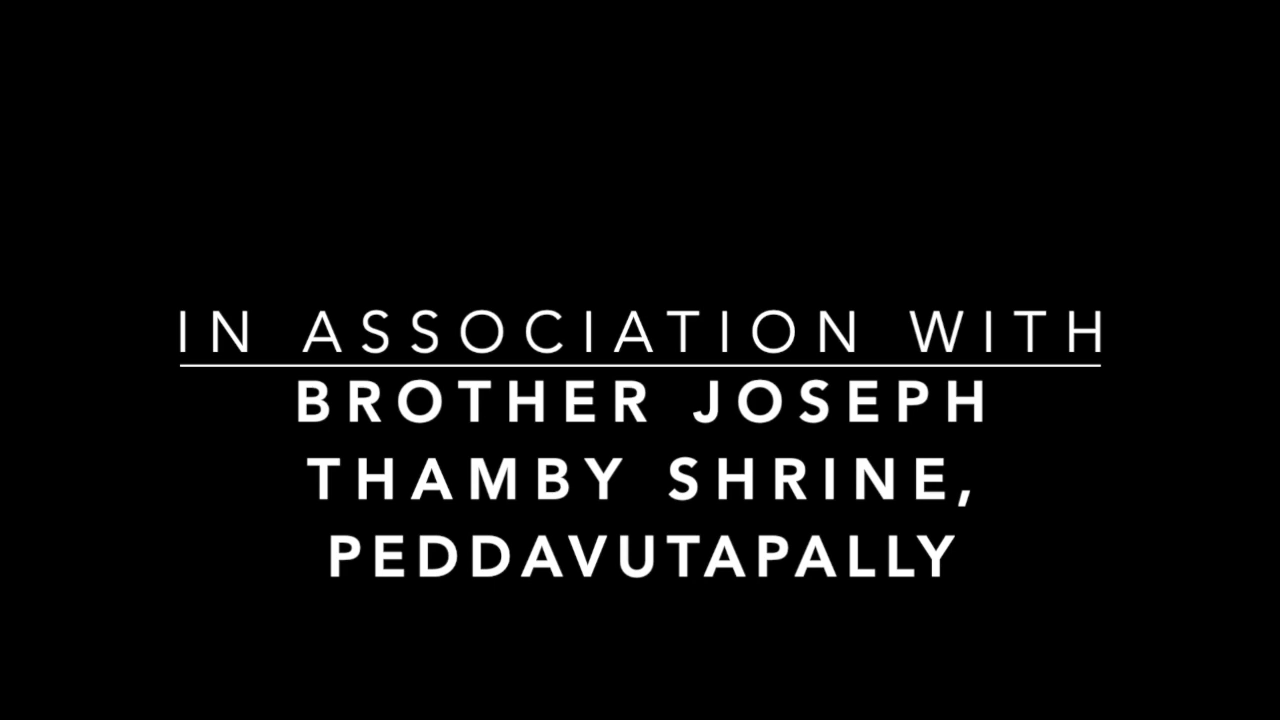 IN ASSOCIATION WITH
BROTHER JOSEPH
THAMBY SHRINE,
PEDDAVUTAPALLY